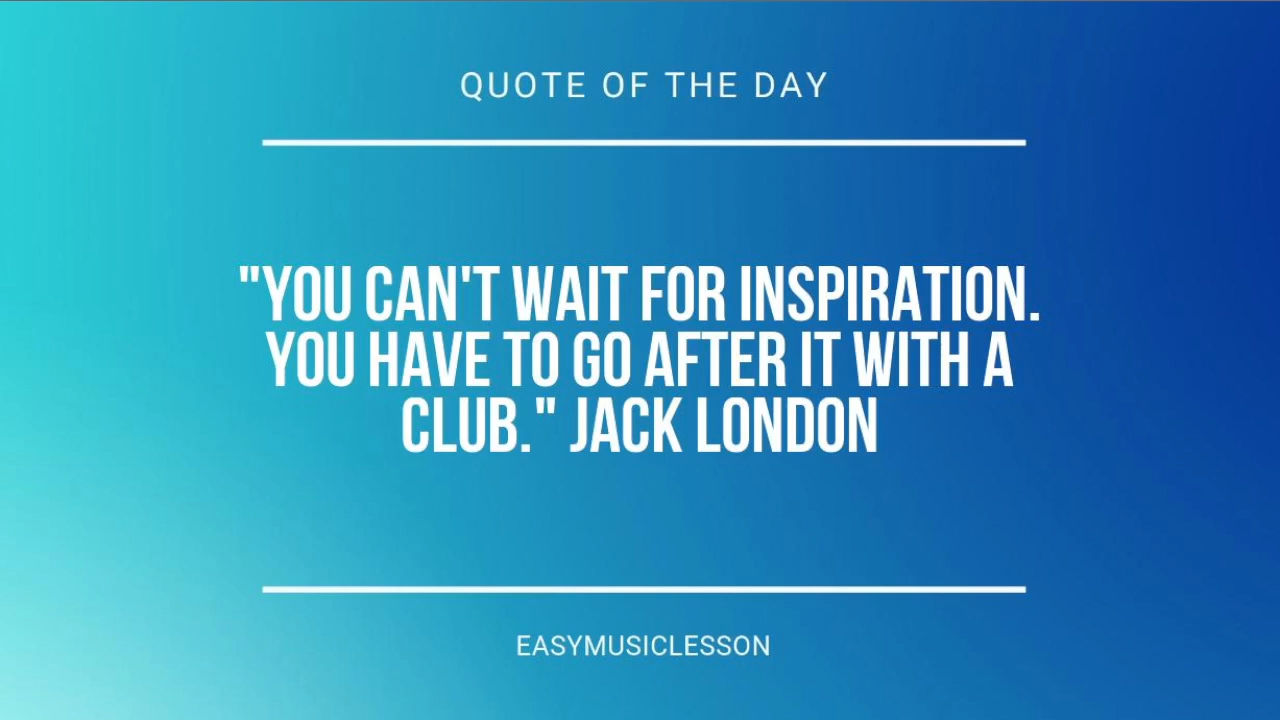 QUOTE OF THE DAY
"YOU CAN'T WAIT FOR INSPIRATION.
YOU HAVE TO GO AFTER IT WITH A
CLUB." JACK LONDON
EASYMUSICLESSON